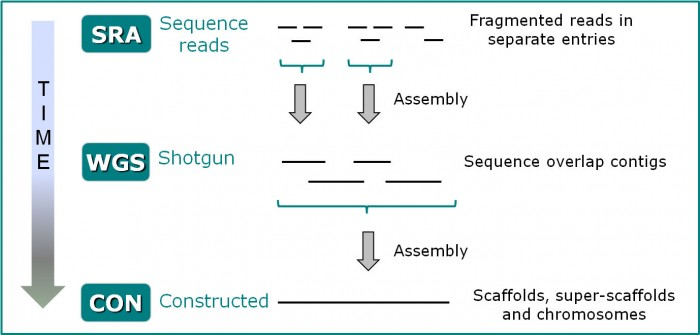 TIME
SRA
Sequence
reads
Fragmented reads in
separate entries
Assembly
WGS
Shotgun
Sequence overlap contigs
Assembly
CON
Constructed
Scaffolds, super-scaffolds
and chromosomes